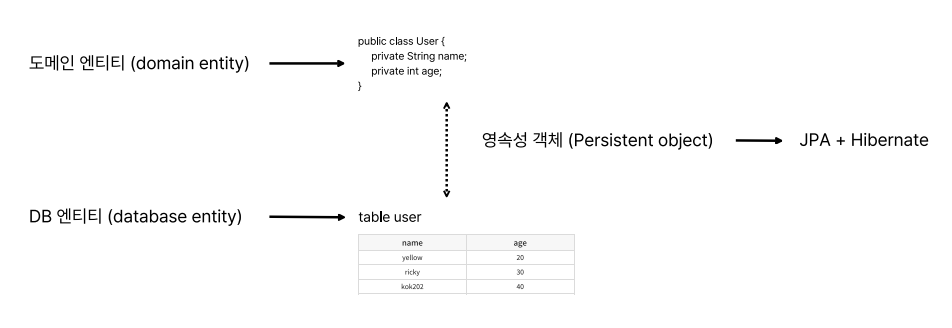 도메인 엔티티 (domain entity)
public class User {
private String name;
private int age;
}
영속성 객체 (Persistent object)
JPA + Hibernate
DB 엔티티 (database entity)
table user
name age
yellow 20
ricky 30
kok202 40